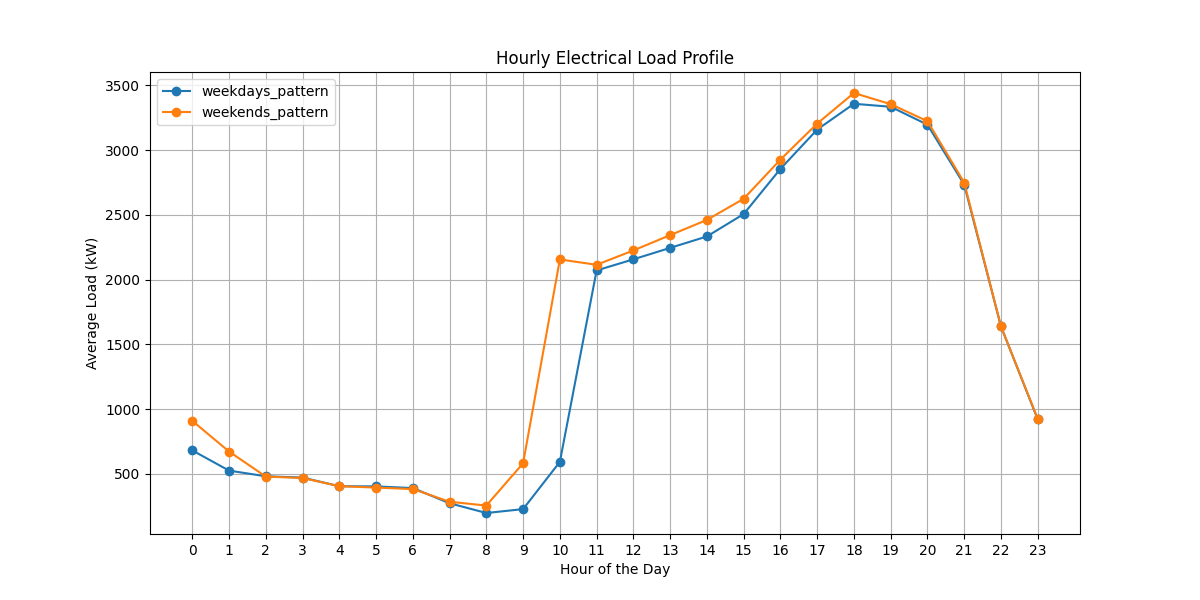 Hourly Electrical Load Profile
weekdays_pattern
weekends_pattern
Average Load (kW)
3500
3000
2500
2000
1500
1000
500
0 1 2 3 4 5 6 7 8 9 10 11 12 13 14 15 16 17 18 19 20 21 22 23
Hour of the Day